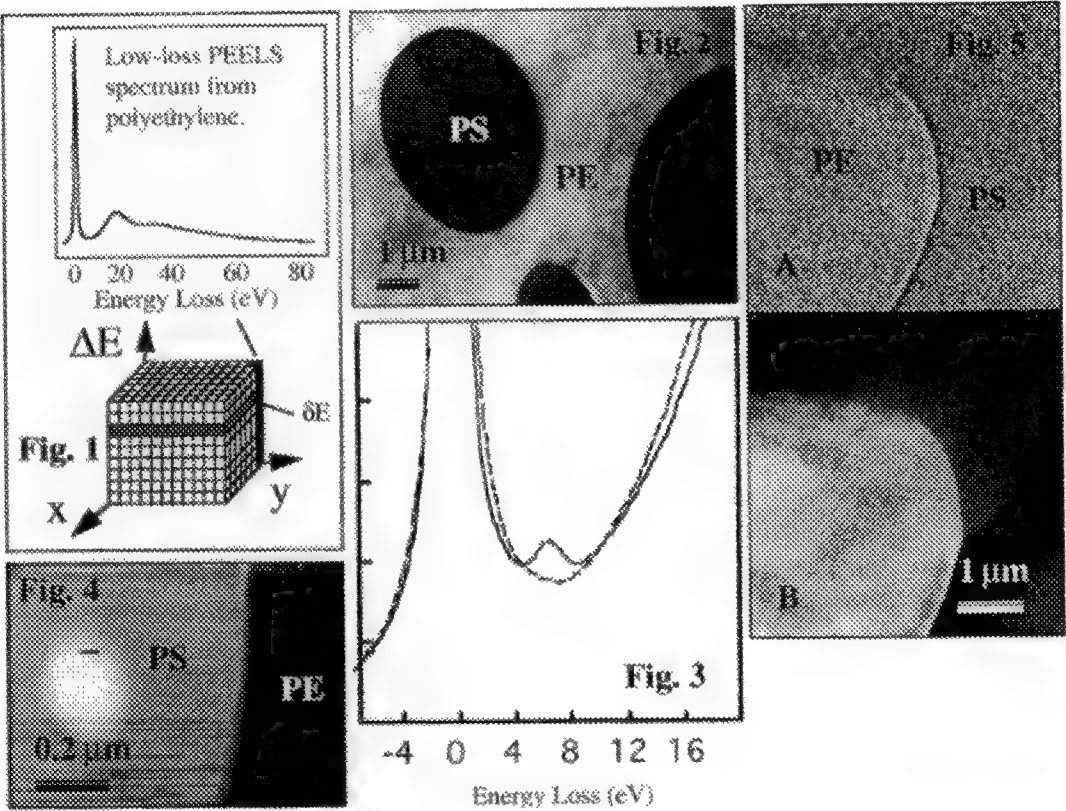 Low-loss PEELS
spectrum from
polyethylene.
0 20 40 60 80
Energy Loss (eV)
ΔE
δE
Fig. 1
x
y
Fig. 2
PS
PE
1 μm
Fig. 5
PE
PS
A
B
1 μm
Fig. 3
-4 0 4 8 12 16
Energy Loss (eV)
Fig. 4
PS
PE
0.2 μm